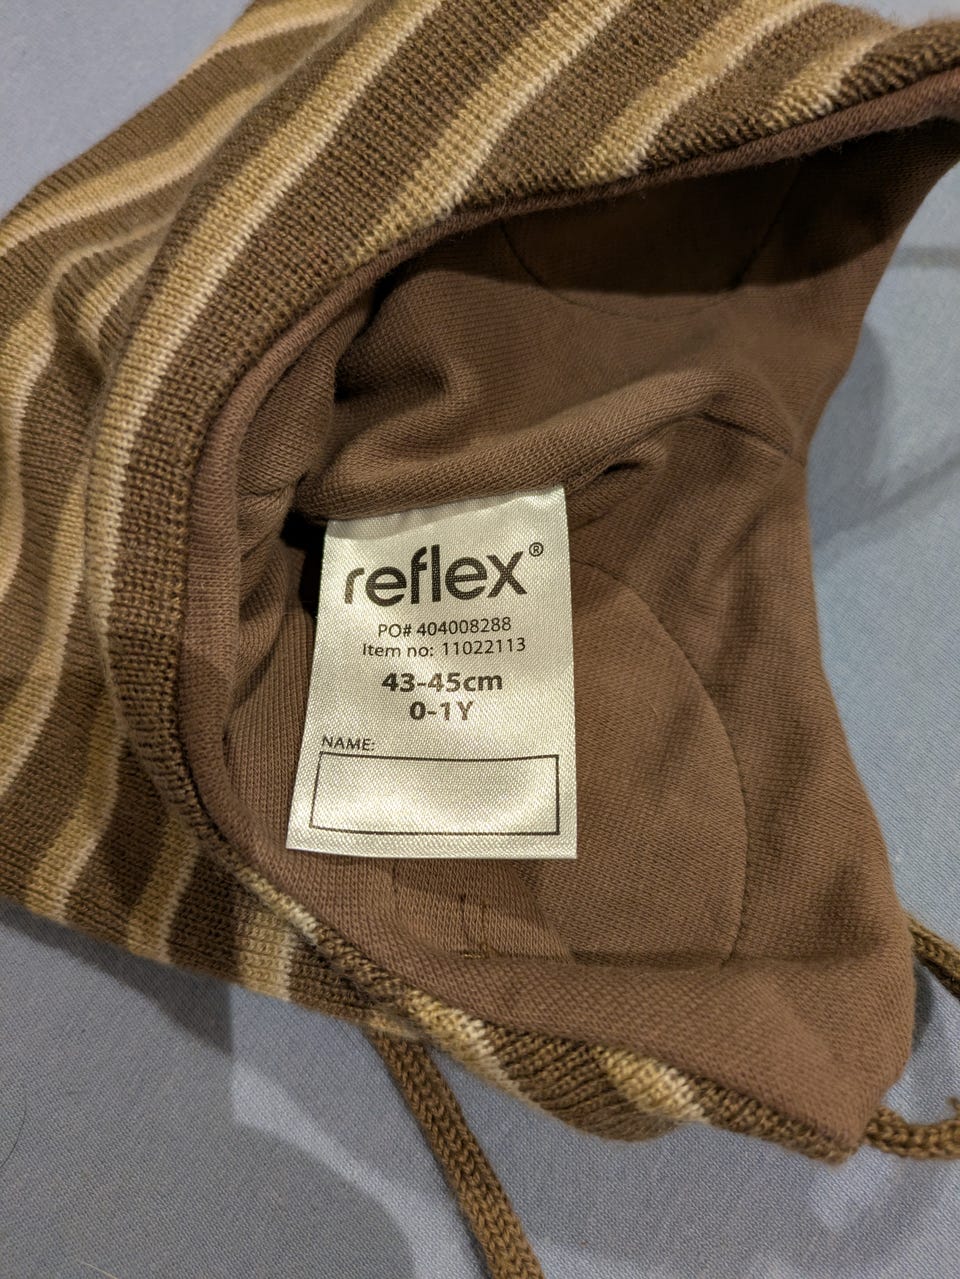 reflex®
PO# 404008288
Item no: 11022113
43-45cm
0-1Y
NAME: